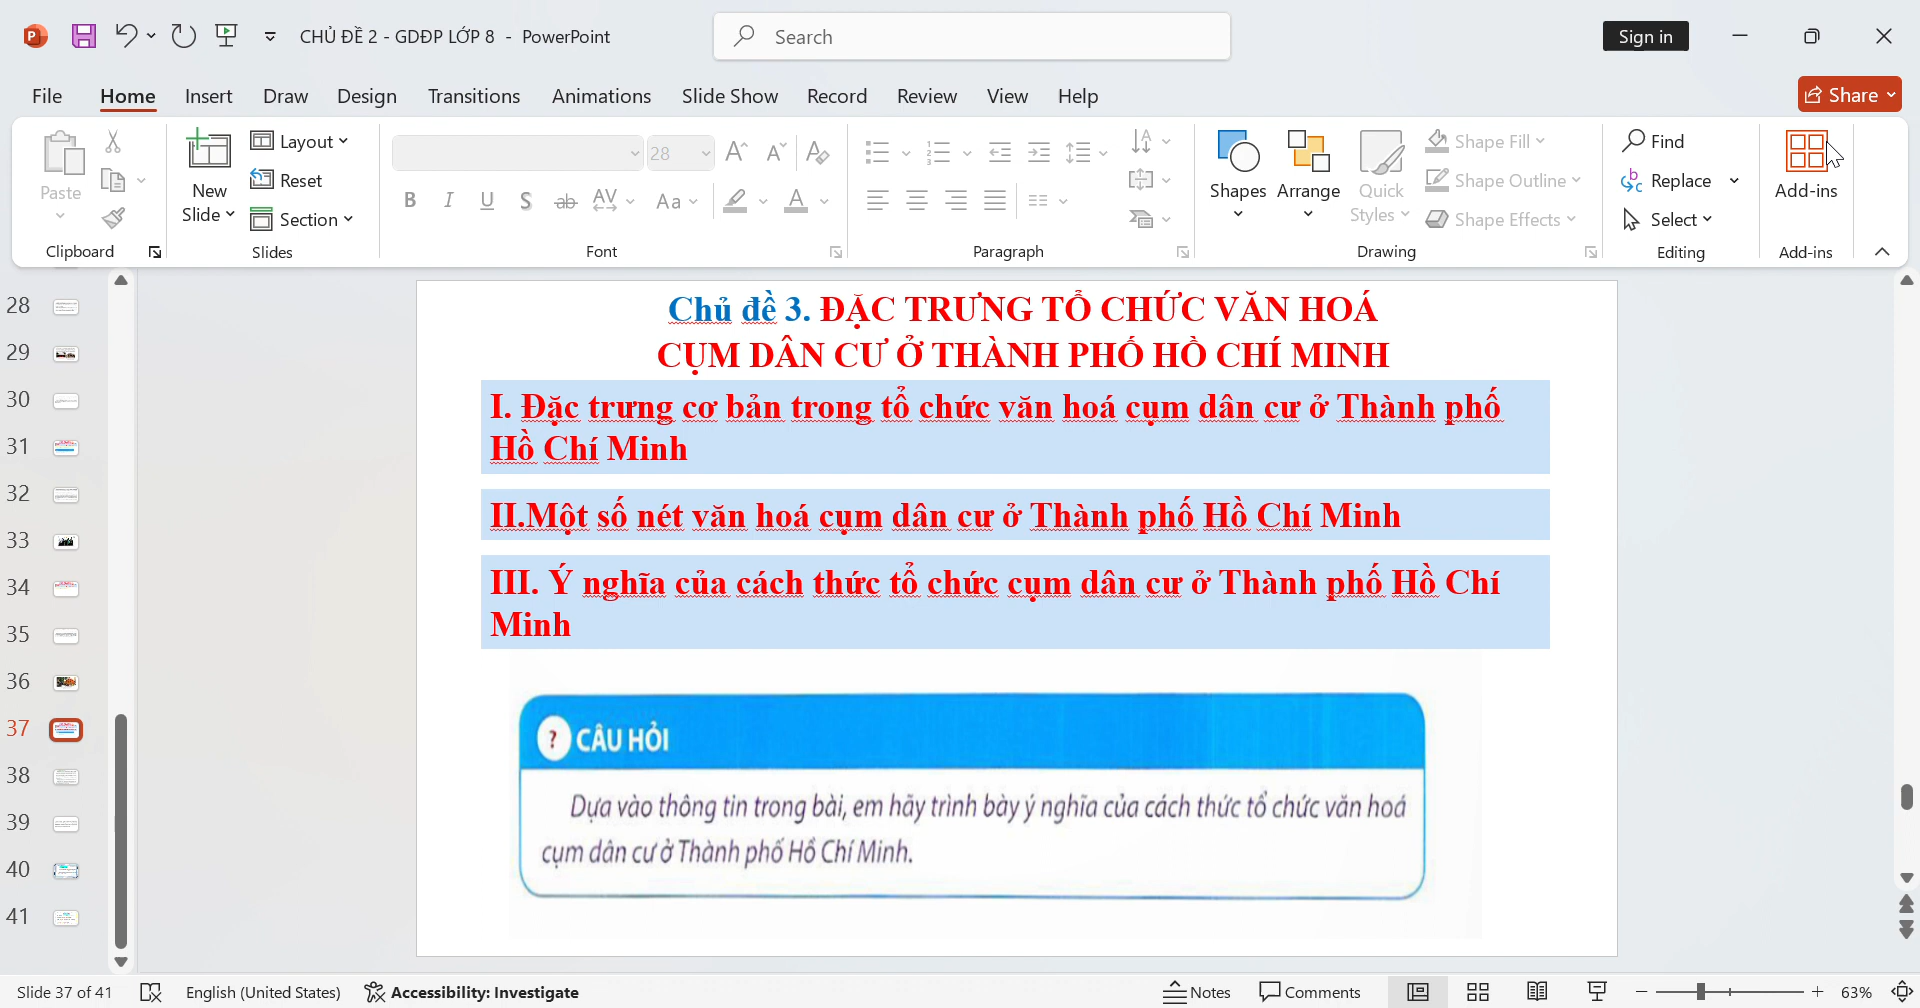 CHỦ ĐỀ 2 - GDĐP LỚP 8 - PowerPoint
Search
Sign in
File Home Insert Draw Design Transitions Animations Slide Show Record Review View Help
Share
Paste
Clipboard
New
Slide
Layout
Reset
Section
Slides
28
Font
Paragraph
Shapes
Arrange
Quick
Styles
Shape Fill
Shape Outline
Shape Effects
Drawing
Find
Replace
Select
Editing
Add-ins
Add-ins
28
29
30
31
32
33
34
35
36
37
38
39
40
41
Chủ đề 3. ĐẶC TRƯNG TỔ CHỨC VĂN HOÁ
CỤM DÂN CƯ Ở THÀNH PHỐ HỒ CHÍ MINH
I. Đặc trưng cơ bản trong tổ chức văn hoá cụm dân cư ở Thành phố
Hồ Chí Minh
II.Một số nét văn hoá cụm dân cư ở Thành phố Hồ Chí Minh
III. Ý nghĩa của cách thức tổ chức cụm dân cư ở Thành phố Hồ Chí
Minh
? CÂU HỎI
Dựa vào thông tin trong bài, em hãy trình bày ý nghĩa của cách thức tổ chức văn hoá
cụm dân cư ở Thành phố Hồ Chí Minh.
Slide 37 of 41
English (United States)
Accessibility: Investigate
Notes
Comments
63%